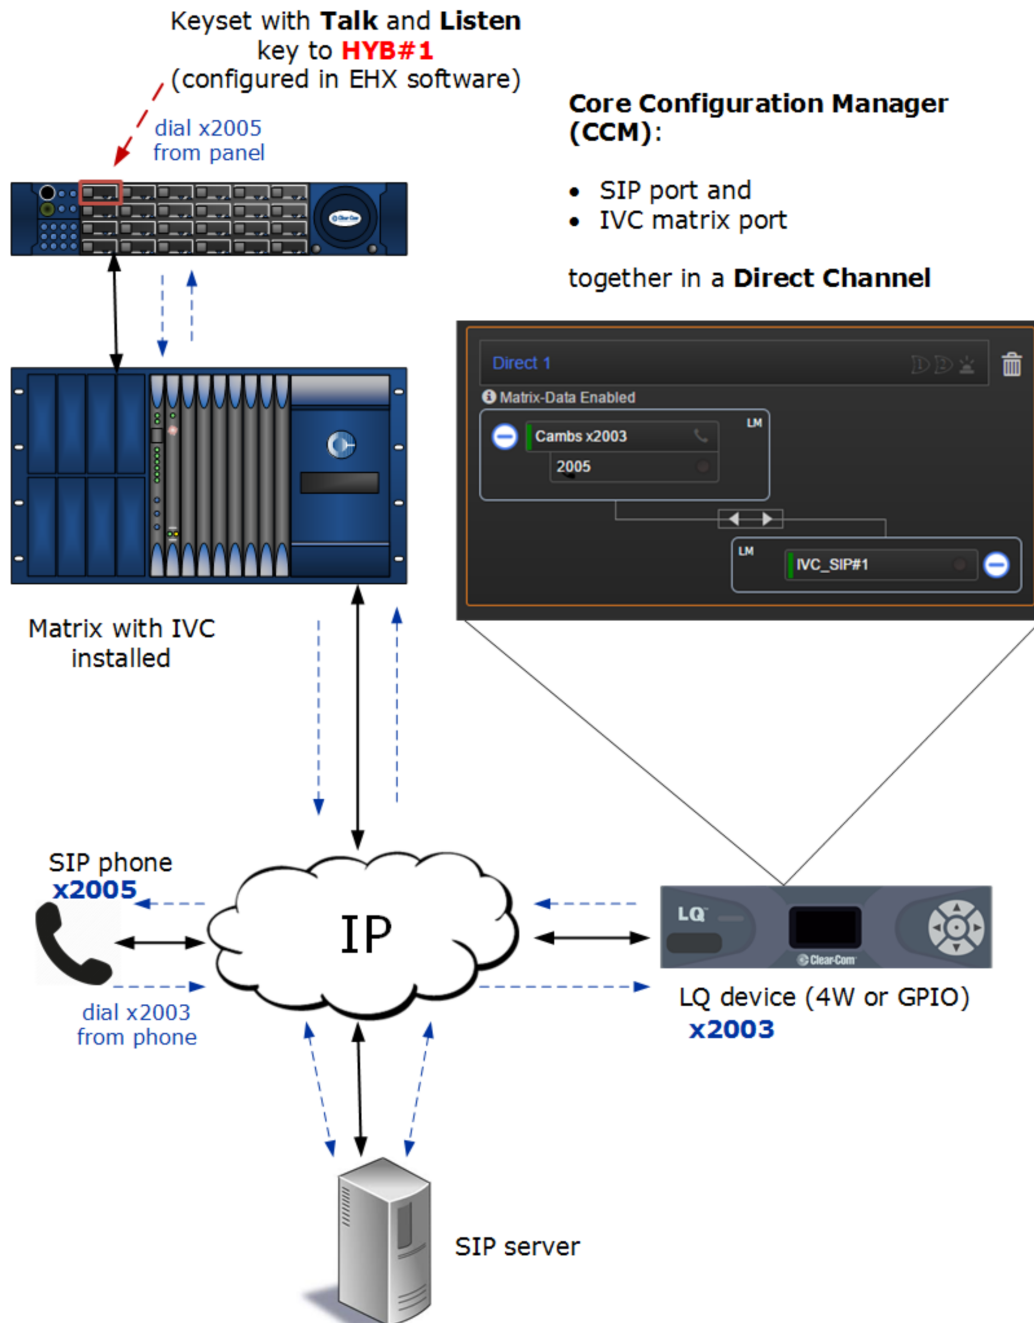 Keyset with Talk and Listen
key to HYB#1
(configured in EHX software)
dial x2005
from panel
Clear-Com
Core Configuration Manager
(CCM):
• SIP port and
• IVC matrix port
together in a Direct Channel
Direct 1
Matrix-Data Enabled
LM
Cambs x2003
2005
LM
IVC_SIP#1
Matrix with IVC
installed
SIP phone
x2005
IP
dial x2003
from phone
LQ™
Clear-Com
LQ device (4W or GPIO)
x2003
SIP server